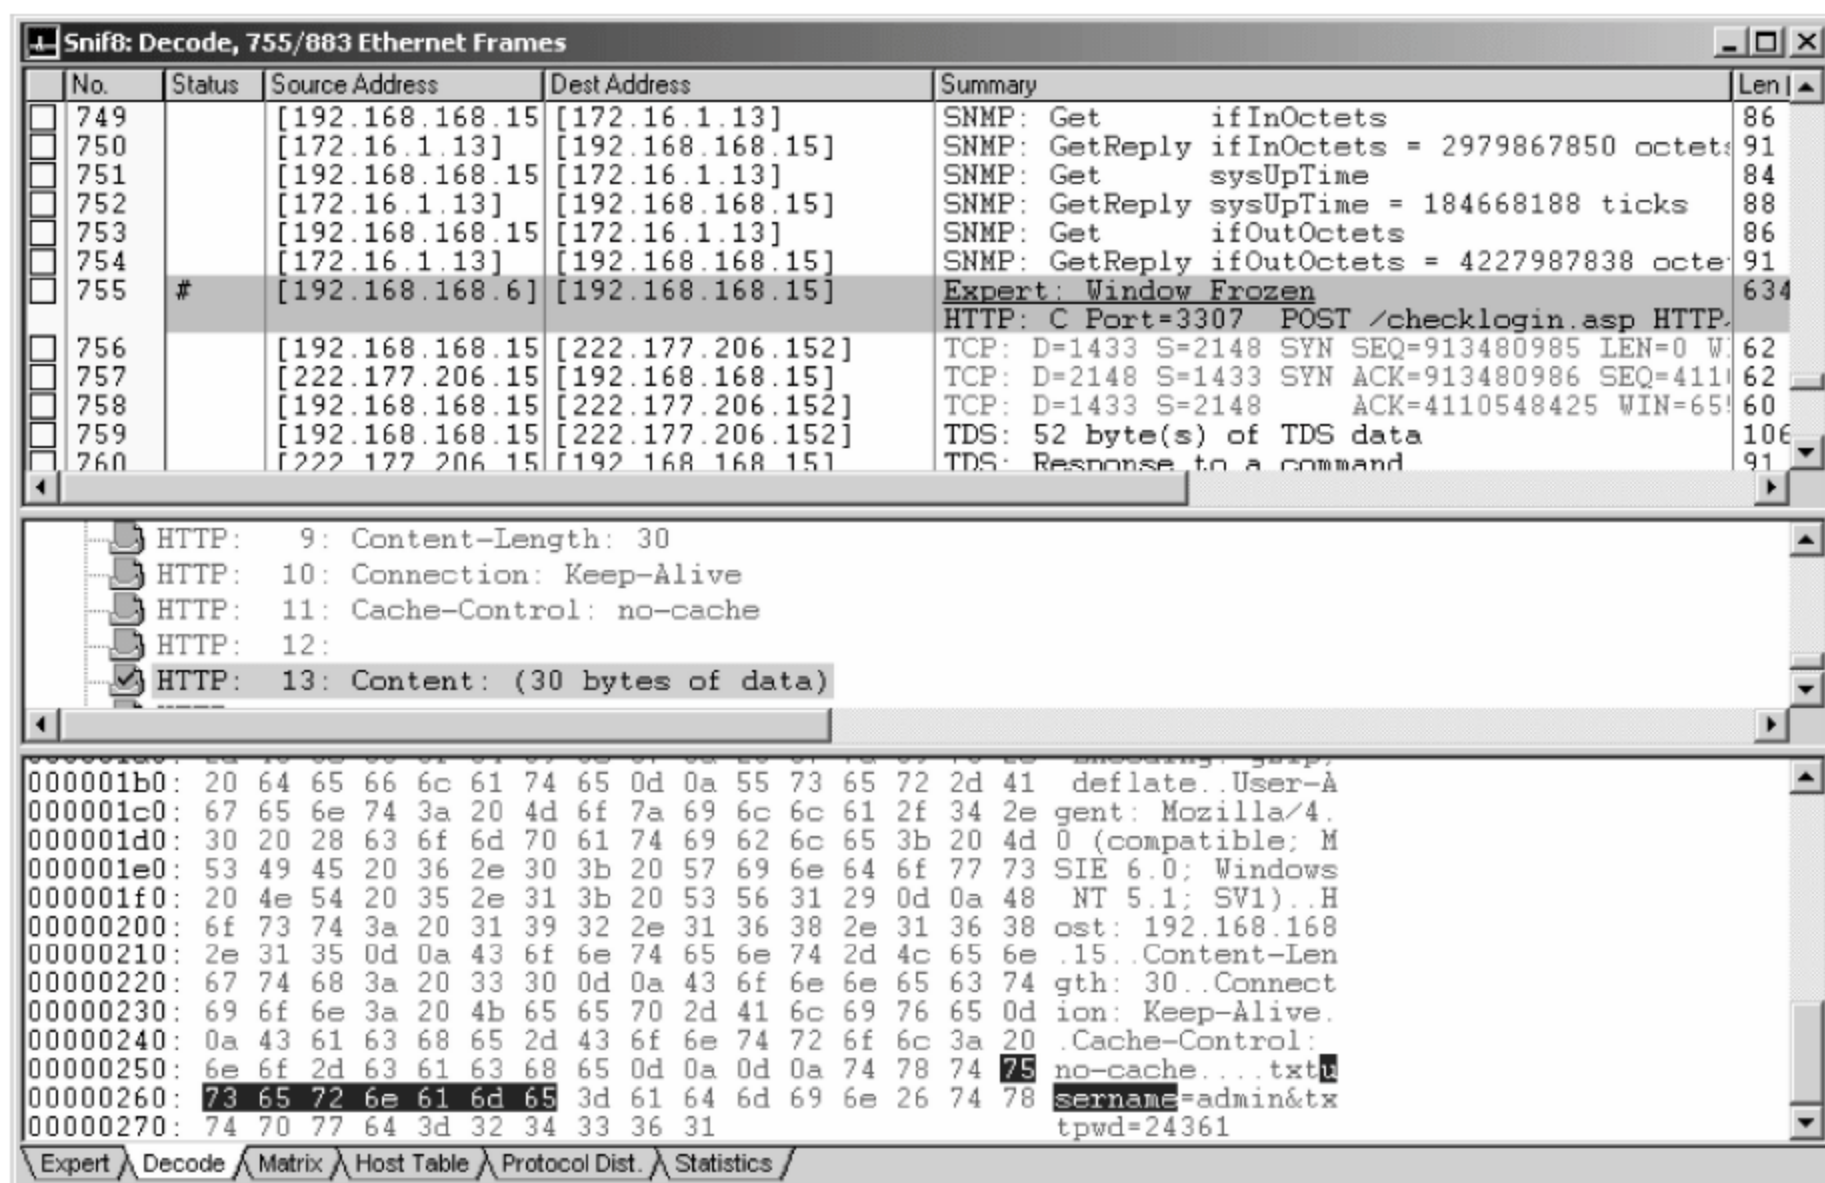 Snif8: Decode, 755/883 Ethernet Frames
No. Status Source Address Dest Address Summary Len
749 [192.168.168.15 [172.16.1.13] SNMP: Get ifInOctets 86
750 [172.16.1.13] [192.168.168.15] SNMP: GetReply ifInOctets = 2979867850 octets 91
751 [192.168.168.15 [172.16.1.13] SNMP: Get sysUpTime 84
752 [172.16.1.13] [192.168.168.15] SNMP: GetReply sysUpTime = 184668188 ticks 88
753 [192.168.168.15 [172.16.1.13] SNMP: Get ifOutOctets 86
754 [172.16.1.13] [192.168.168.15] SNMP: GetReply ifOutOctets = 4227987838 octe 91
755 # [192.168.168.6] [192.168.168.15] Expert: Window Frozen 634
HTTP: C Port=3307 POST /checklogin.asp HTTP
756 [192.168.168.15 [222.177.206.152] TCP: D=1433 S=2148 SYN SEQ=913480985 LEN=0 W 62
757 [222.177.206.15 [192.168.168.15] TCP: D=2148 S=1433 SYN ACK=913480986 SEQ=411 62
758 [192.168.168.15 [222.177.206.152] TCP: D=1433 S=2148 ACK=4110548425 WIN=65 60
759 [192.168.168.15 [222.177.206.152] TDS: 52 byte(s) of TDS data 106
760 [222.177.206.15 [192.168.168.15] TDS: Response to a command 91
HTTP: 9: Content-Length: 30
HTTP: 10: Connection: Keep-Alive
HTTP: 11: Cache-Control: no-cache
HTTP: 12:
HTTP: 13: Content: (30 bytes of data)
000001b0: 20 64 65 66 6c 61 74 65 0d 0a 55 73 65 72 2d 41 deflate..User-A
000001c0: 67 65 6e 74 3a 20 4d 6f 7a 69 6c 6c 61 2f 34 2e gent: Mozilla/4.
000001d0: 30 20 28 63 6f 6d 70 61 74 69 62 6c 65 3b 20 4d 0 (compatible; M
000001e0: 53 49 45 20 36 2e 30 3b 20 57 69 6e 64 6f 77 73 SIE 6.0; Windows
000001f0: 20 4e 54 20 35 2e 31 3b 20 53 56 31 29 0d 0a 48 NT 5.1; SV1)..H
00000200: 6f 73 74 3a 20 31 39 32 2e 31 36 38 2e 31 36 38 ost: 192.168.168
00000210: 2e 31 35 0d 0a 43 6f 6e 74 65 6e 74 2d 4c 65 6e .15..Content-Len
00000220: 67 74 68 3a 20 33 30 0d 0a 43 6f 6e 6e 65 63 74 gth: 30..Connect
00000230: 69 6f 6e 3a 20 4b 65 65 70 2d 41 6c 69 76 65 0d ion: Keep-Alive.
00000240: 0a 43 61 63 68 65 2d 43 6f 6e 74 72 6f 6c 3a 20 .Cache-Control:
00000250: 6e 6f 2d 63 61 63 68 65 0d 0a 0d 0a 74 78 74 75 no-cache....txtu
00000260: 73 65 72 6e 61 6d 65 3d 61 64 6d 69 6e 26 74 78 sername=admin&tx
00000270: 74 70 77 64 3d 32 34 33 36 31 tpwd=24361
Expert Decode Matrix Host Table Protocol Dist. Statistics